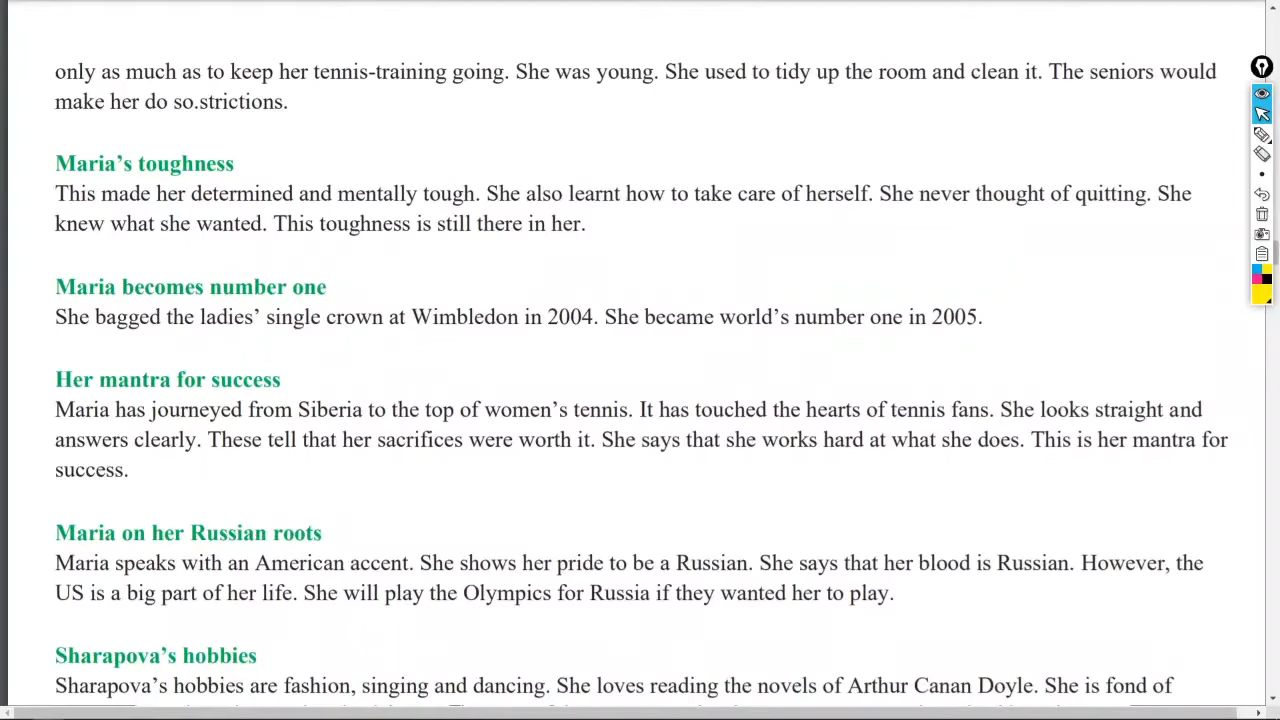 only as much as to keep her tennis-training going. She was young. She used to tidy up the room and clean it. The seniors would
make her do so.strictions.
Maria’s toughness
This made her determined and mentally tough. She also learnt how to take care of herself. She never thought of quitting. She
knew what she wanted. This toughness is still there in her.
Maria becomes number one
She bagged the ladies’ single crown at Wimbledon in 2004. She became world’s number one in 2005.
Her mantra for success
Maria has journeyed from Siberia to the top of women’s tennis. It has touched the hearts of tennis fans. She looks straight and
answers clearly. These tell that her sacrifices were worth it. She says that she works hard at what she does. This is her mantra for
success.
Maria on her Russian roots
Maria speaks with an American accent. She shows her pride to be a Russian. She says that her blood is Russian. However, the
US is a big part of her life. She will play the Olympics for Russia if they wanted her to play.
Sharapova’s hobbies
Sharapova’s hobbies are fashion, singing and dancing. She loves reading the novels of Arthur Canan Doyle. She is fond of